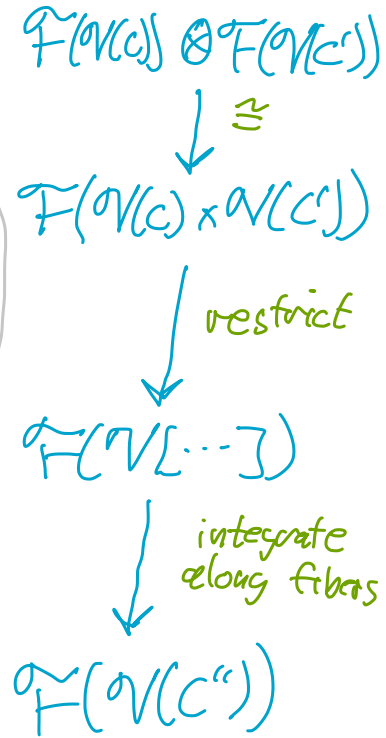 F(N(C)) ⊗ F(N(C'))
≅
F(N(C) × N(C'))
restrict
F(N[...])
integrate
along fibers
F(N(C"))